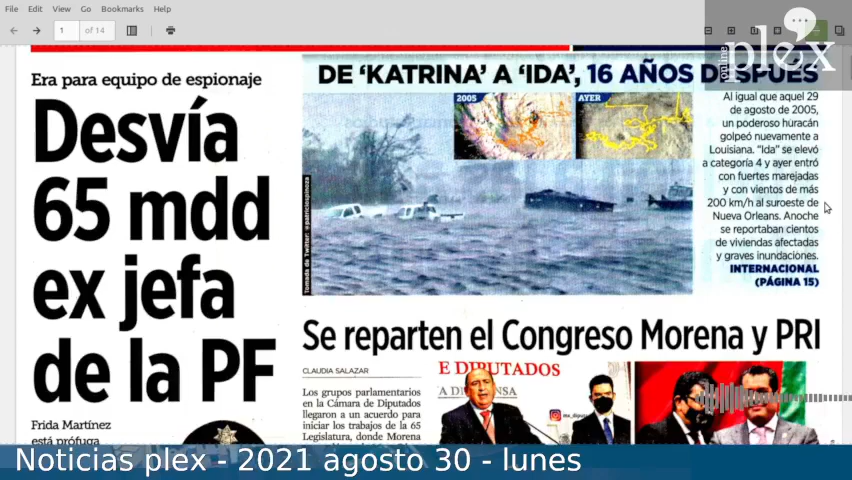 File Edit View Go Bookmarks Help
1 of 14
online
plex
Era para equipo de espionaje
Desvía
65 mdd
ex jefa
de la PF
Frida Martínez
está prófuga
DE ‘KATRINA’ A ‘IDA’, 16 AÑOS DESPUÉS
2005
AYER
Tomada de Twitter: @patriciospinoza
Al igual que aquel 29
de agosto de 2005,
un poderoso huracán
golpeó nuevamente a
Louisiana. "Ida" se elevó
a categoría 4 y ayer entró
con fuertes marejadas
y con vientos de más
200 km/h al suroeste de
Nueva Orleans. Anoche
se reportaban cientos
de viviendas afectadas
y graves inundaciones.
INTERNACIONAL
(PÁGINA 15)
Se reparten el Congreso Morena y PRI
CLAUDIA SALAZAR
Los grupos parlamentarios
en la Cámara de Diputados
llegaron a un acuerdo para
iniciar los trabajos de la 65
Legislatura, donde Morena
E DIPUTADOS
Noticias plex - 2021 agosto 30 - lunes